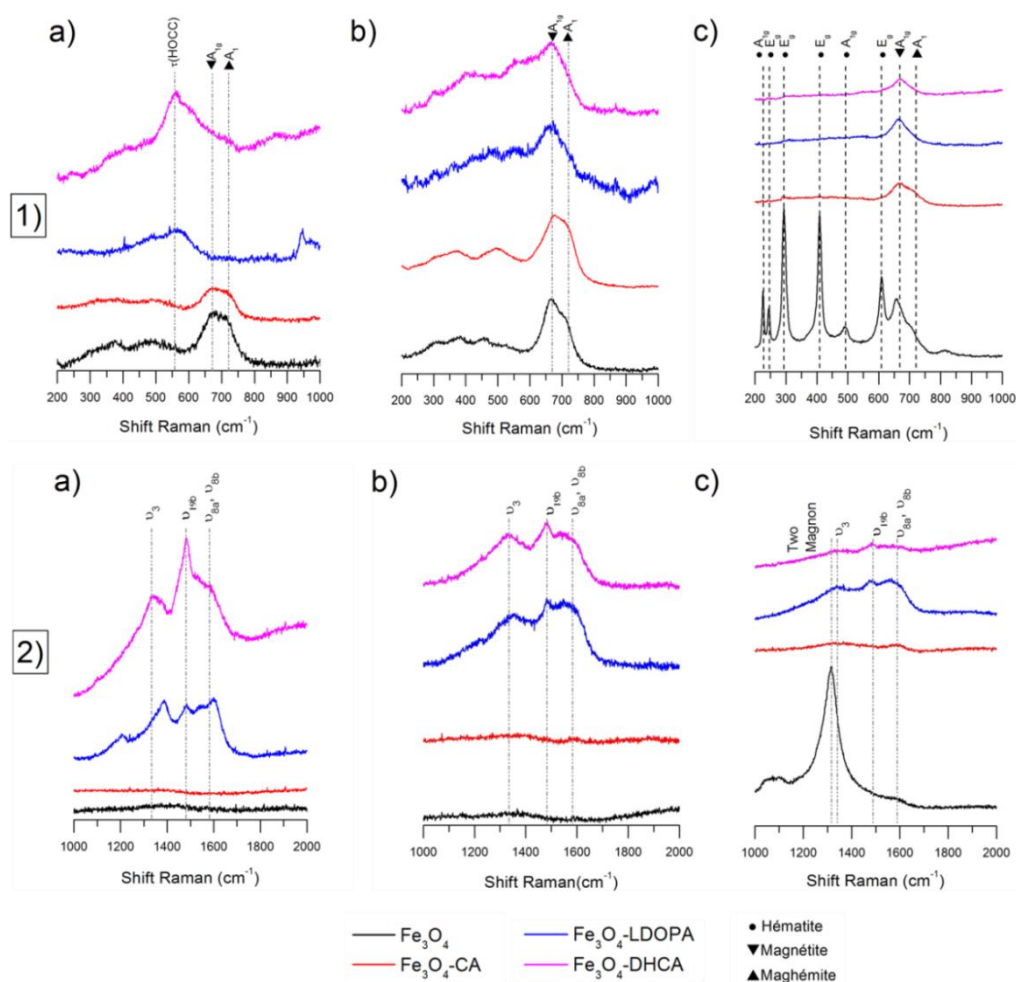 a)
b)
c)
1)
τ(HOCC)
▼A1g
▲A1
▼A1g
▲A1
●A1g
●Eg
●Eg
●Eg
●A1g
●Eg
▼A1g
▲A1
200 300 400 500 600 700 800 900 1000
Shift Raman (cm⁻¹)
200 300 400 500 600 700 800 900 1000
Shift Raman (cm⁻¹)
200 300 400 500 600 700 800 900 1000
Shift Raman (cm⁻¹)
2)
a)
b)
c)
υ3
υ19b
υ8a, υ8b
υ3
υ19b
υ8a, υ8b
Two
Magnon
υ3
υ19b
υ8a, υ8b
1000 1200 1400 1600 1800 2000
Shift Raman (cm⁻¹)
1000 1200 1400 1600 1800 2000
Shift Raman(cm⁻¹)
1000 1200 1400 1600 1800 2000
Shift Raman (cm⁻¹)
Fe₃O₄
Fe₃O₄-LDOPA
● Hématite
Fe₃O₄-CA
Fe₃O₄-DHCA
▼ Magnétite
▲ Maghémite